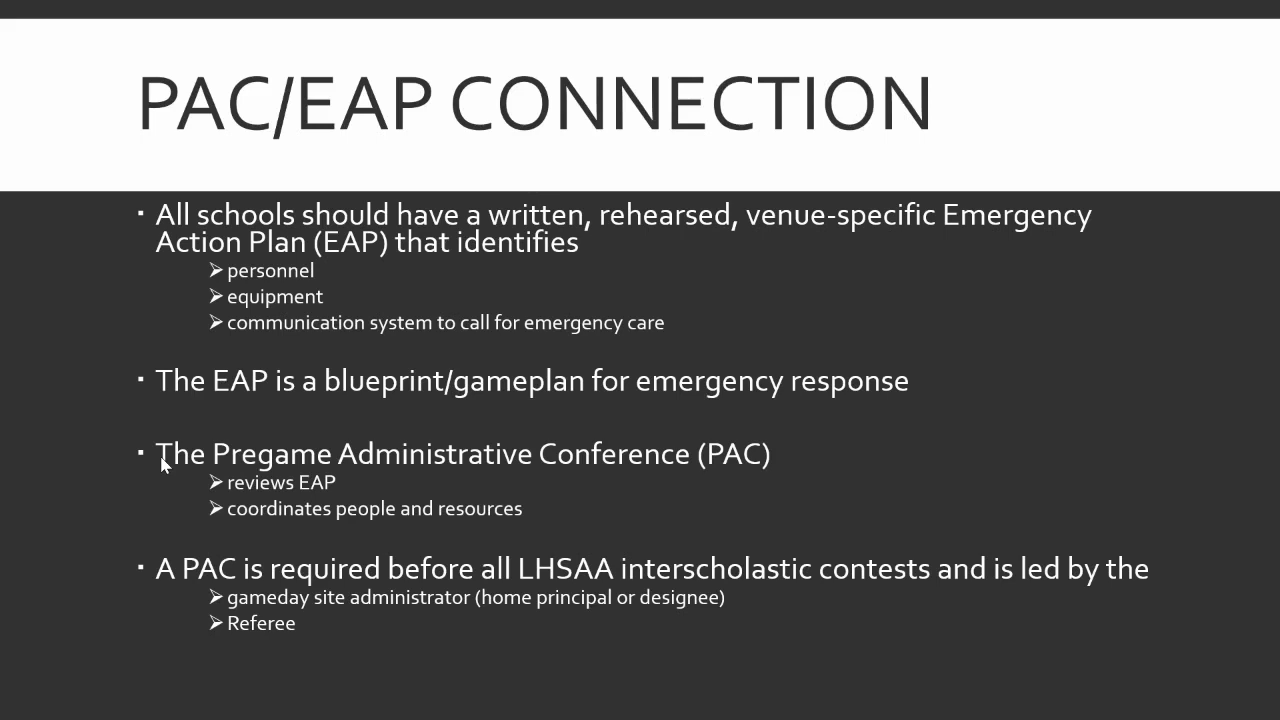 PAC/EAP CONNECTION
▪ All schools should have a written, rehearsed, venue-specific Emergency
Action Plan (EAP) that identifies
➢ personnel
➢ equipment
➢ communication system to call for emergency care
▪ The EAP is a blueprint/gameplan for emergency response
▪ The Pregame Administrative Conference (PAC)
➢ reviews EAP
➢ coordinates people and resources
▪ A PAC is required before all LHSAA interscholastic contests and is led by the
➢ gameday site administrator (home principal or designee)
➢ Referee